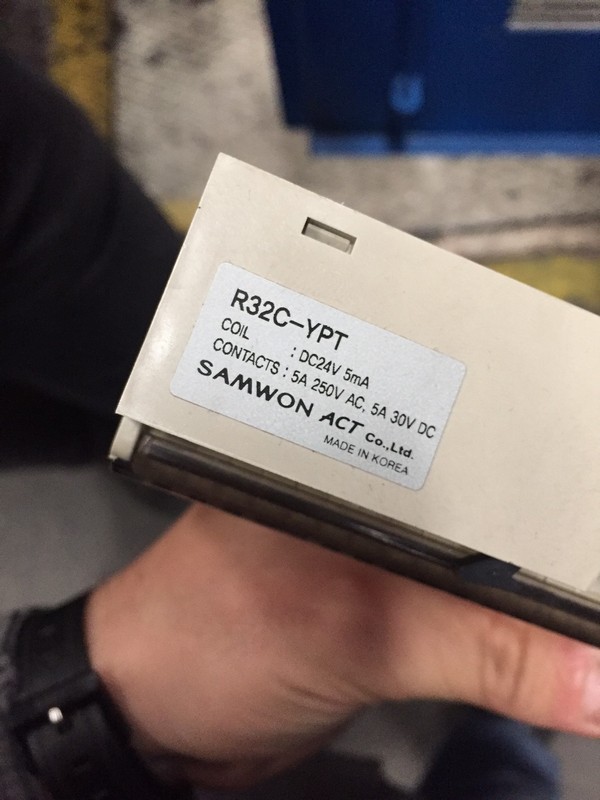 R32C-YPT
COIL : DC24V 5mA
CONTACTS : 5A 250V AC, 5A 30V DC
SAMWON ACT Co.,Ltd.
MADE IN KOREA